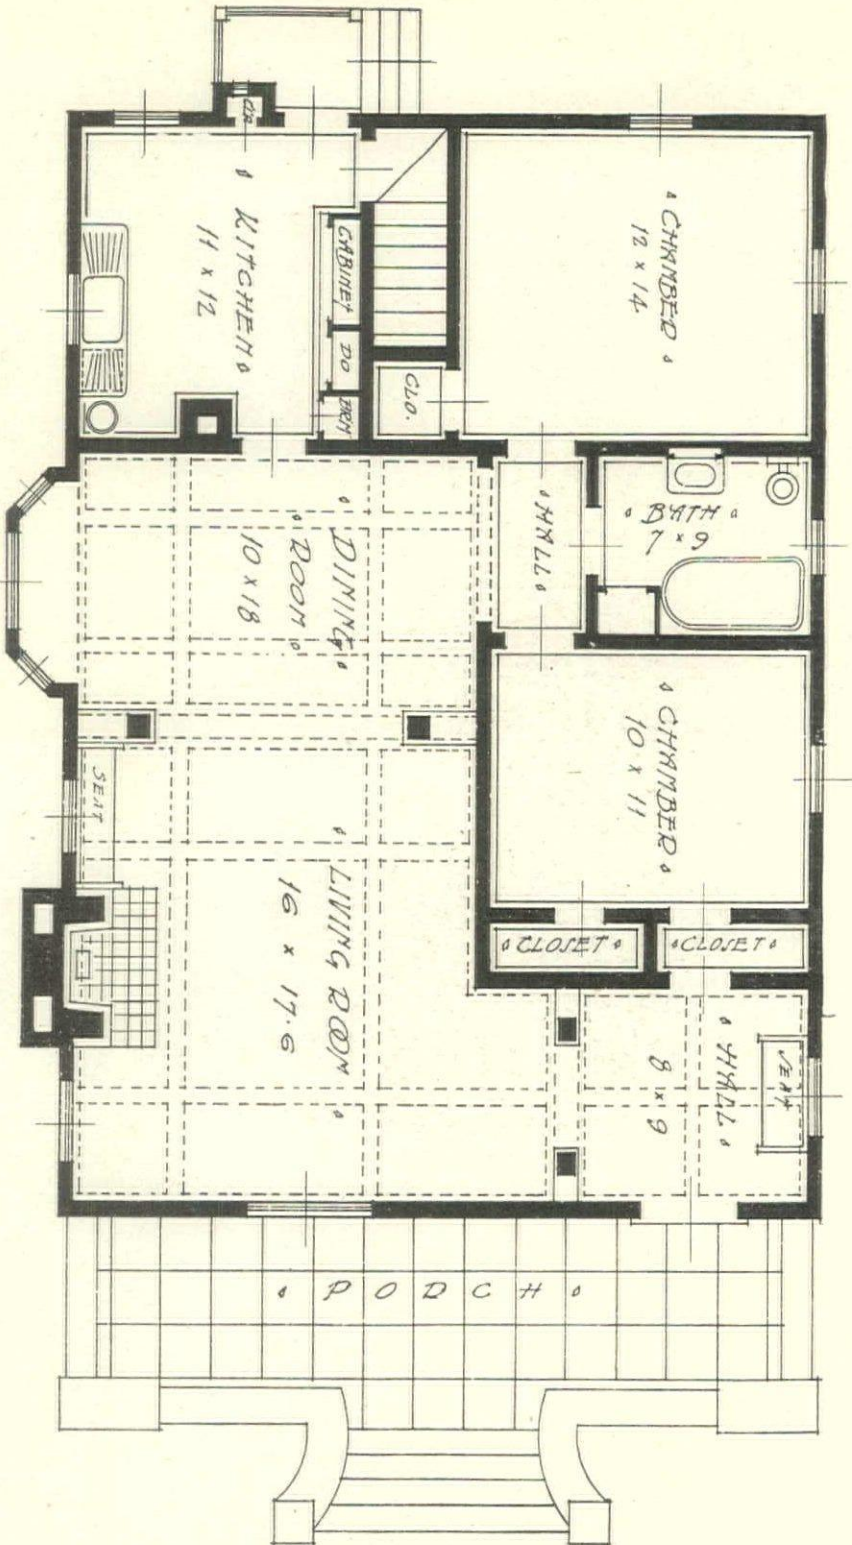 CHAMBER
12 x 14
KITCHEN
11 x 12
CABINET
DO
BRM
CLO.
BATH
7 x 9
HALL
DINING
ROOM
10 x 18
CHAMBER
10 x 11
SEAT
LIVING ROOM
16 x 17-6
CLOSET
CLOSET
HALL
8 x 9
SEAT
PORCH